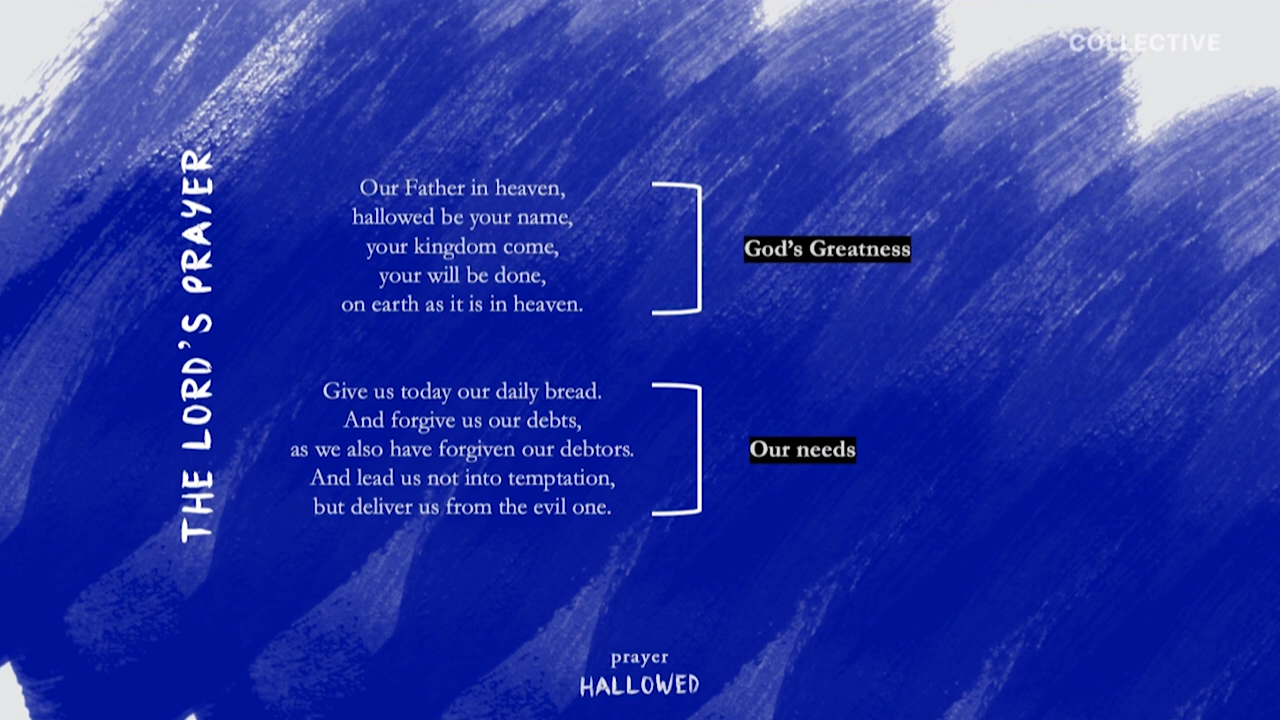 COLLECTIVE
THE LORD'S PRAYER
Our Father in heaven,
hallowed be your name,
your kingdom come,
your will be done,
on earth as it is in heaven.
God's Greatness
Give us today our daily bread.
And forgive us our debts,
as we also have forgiven our debtors.
And lead us not into temptation,
but deliver us from the evil one.
Our needs
prayer
HALLOWED